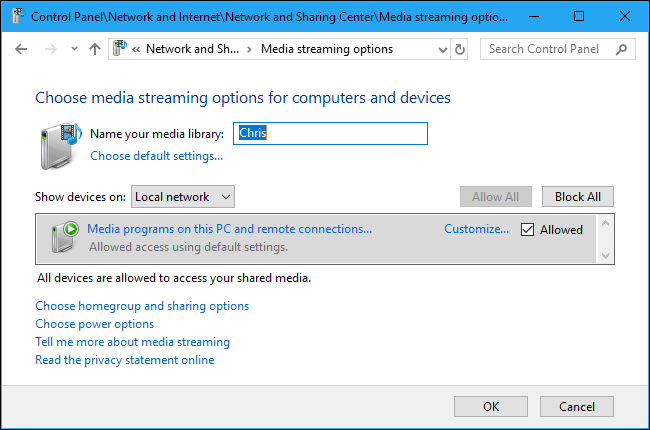 Control Panel\Network and Internet\Network and Sharing Center\Media streaming optio...
« Network and Sh... > Media streaming options
Search Control Panel
Choose media streaming options for computers and devices
Name your media library: Chris
Choose default settings...
Show devices on: Local network
Allow All
Block All
Media programs on this PC and remote connections... Customize... Allowed
Allowed access using default settings.
All devices are allowed to access your shared media.
Choose homegroup and sharing options
Choose power options
Tell me more about media streaming
Read the privacy statement online
OK
Cancel